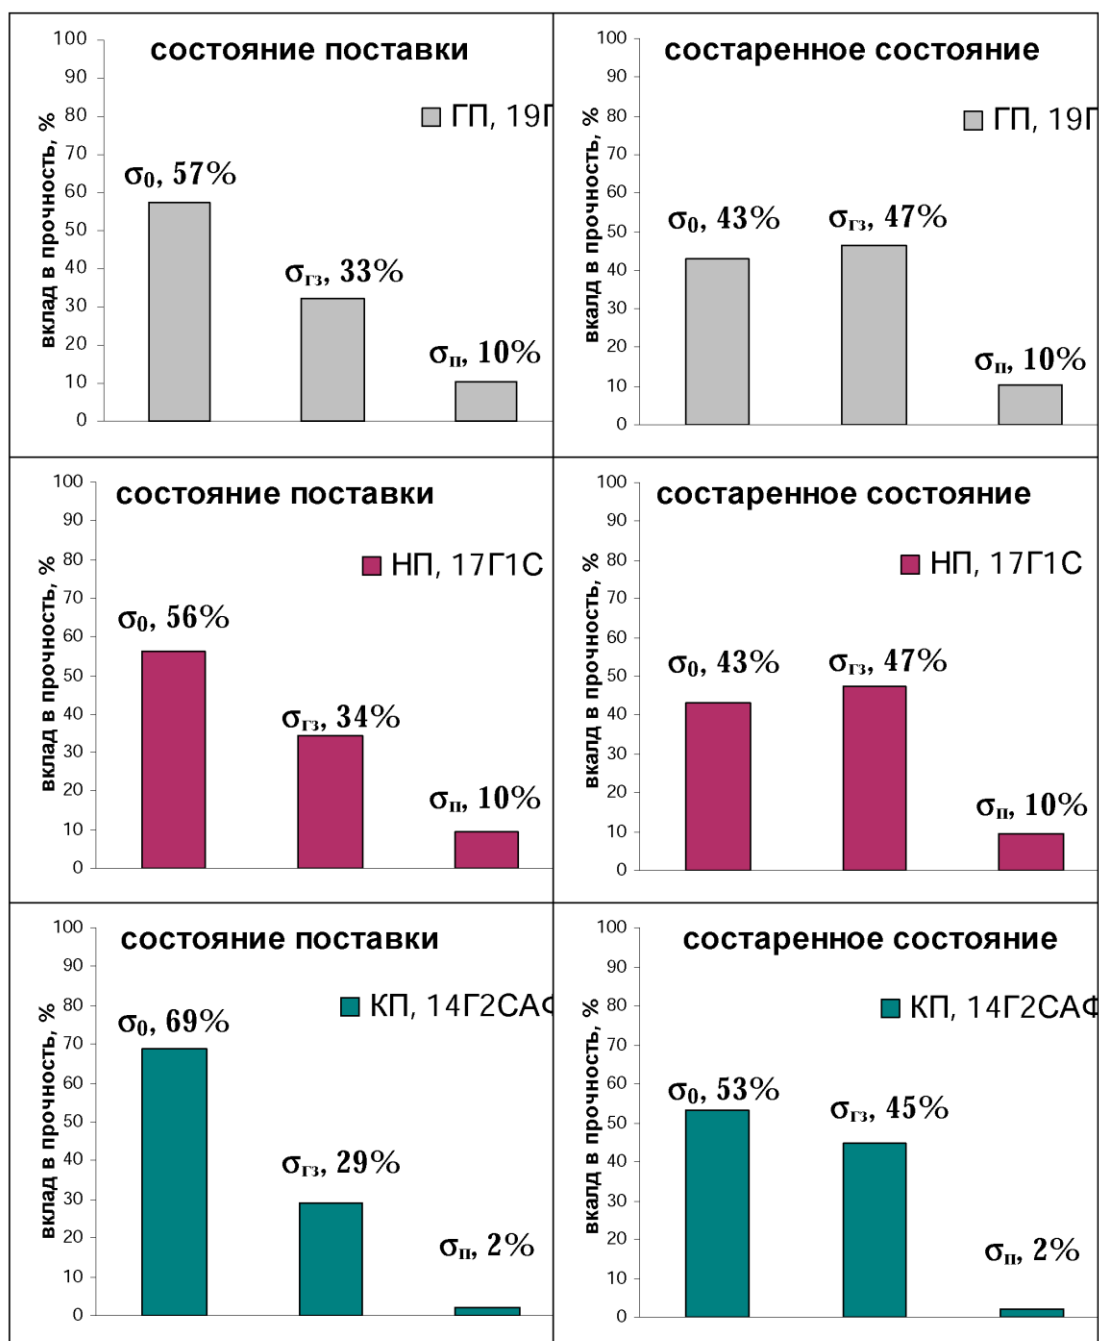 состояние поставки
ГП, 19Г
вклад в прочность, %
100
90
80
70
60
50
40
30
20
10
0
σ₀, 57%
σгз, 33%
σп, 10%
состаренное состояние
ГП, 19Г
вкалд в прочность, %
100
90
80
70
60
50
40
30
20
10
0
σ₀, 43%
σгз, 47%
σп, 10%
состояние поставки
НП, 17Г1С
вклад в прочность, %
100
90
80
70
60
50
40
30
20
10
0
σ₀, 56%
σгз, 34%
σп, 10%
состаренное состояние
НП, 17Г1С
вкалд в прочность, %
100
90
80
70
60
50
40
30
20
10
0
σ₀, 43%
σгз, 47%
σп, 10%
состояние поставки
КП, 14Г2САФ
вклад в прочность, %
100
90
80
70
60
50
40
30
20
10
0
σ₀, 69%
σгз, 29%
σп, 2%
состаренное состояние
КП, 14Г2САФ
вкалд в прочность, %
100
90
80
70
60
50
40
30
20
10
0
σ₀, 53%
σгз, 45%
σп, 2%